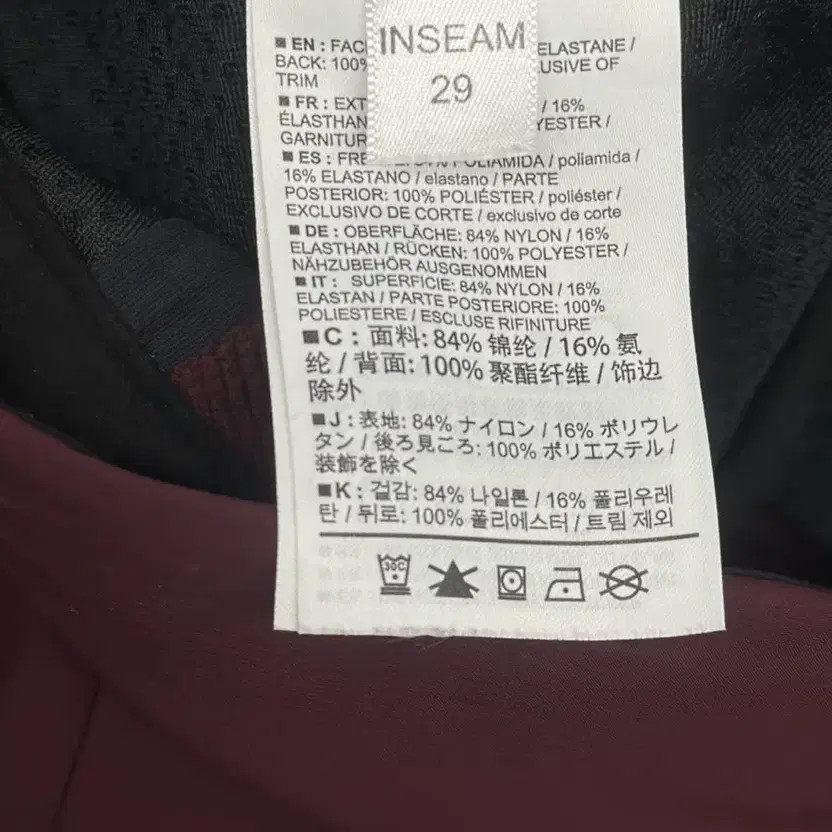 INSEAM
29
EN : ELASTANE /
BACK: 100% USIVE OF
TRIM
FR : EXT / 16%
ÉLASTHAN YESTER /
GARNITUR
ES : FRE POLIAMIDA / poliamida /
16% ELASTANO / elastano / PARTE
POSTERIOR: 100% POLIÉSTER / poliéster /
EXCLUSIVO DE CORTE / exclusivo de corte
DE : OBERFLÄCHE: 84% NYLON / 16%
ELASTHAN / RÜCKEN: 100% POLYESTER /
NÄHZUBEHÖR AUSGENOMMEN
IT : SUPERFICIE: 84% NYLON / 16%
ELASTAN / PARTE POSTERIORE: 100%
POLIESTERE / ESCLUSE RIFINITURE
C : 面料: 84% 锦纶 / 16% 氨
纶 / 背面: 100% 聚酯纤维 / 饰边
除外
J : 表地: 84% ナイロン / 16% ポリウレ
タン / 後ろ見ごろ: 100% ポリエステル /
装飾を除く
K : 겉감: 84% 나일론 / 16% 폴리우레
탄 / 뒤로: 100% 폴리에스터 / 트림 제외
30C